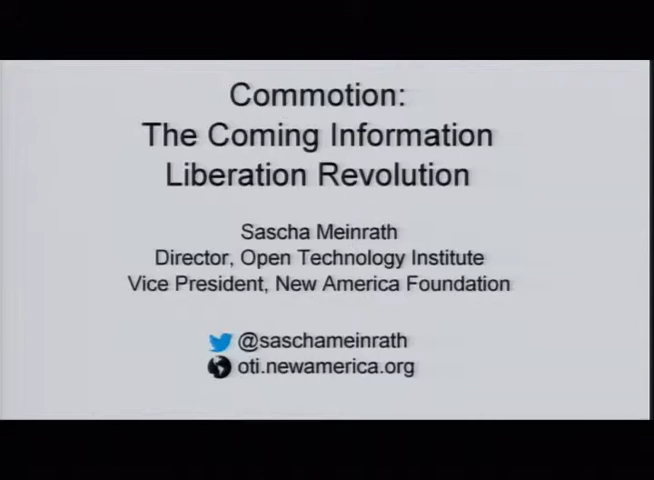 Commotion:
The Coming Information
Liberation Revolution
Sascha Meinrath
Director, Open Technology Institute
Vice President, New America Foundation
@saschameinrath
oti.newamerica.org